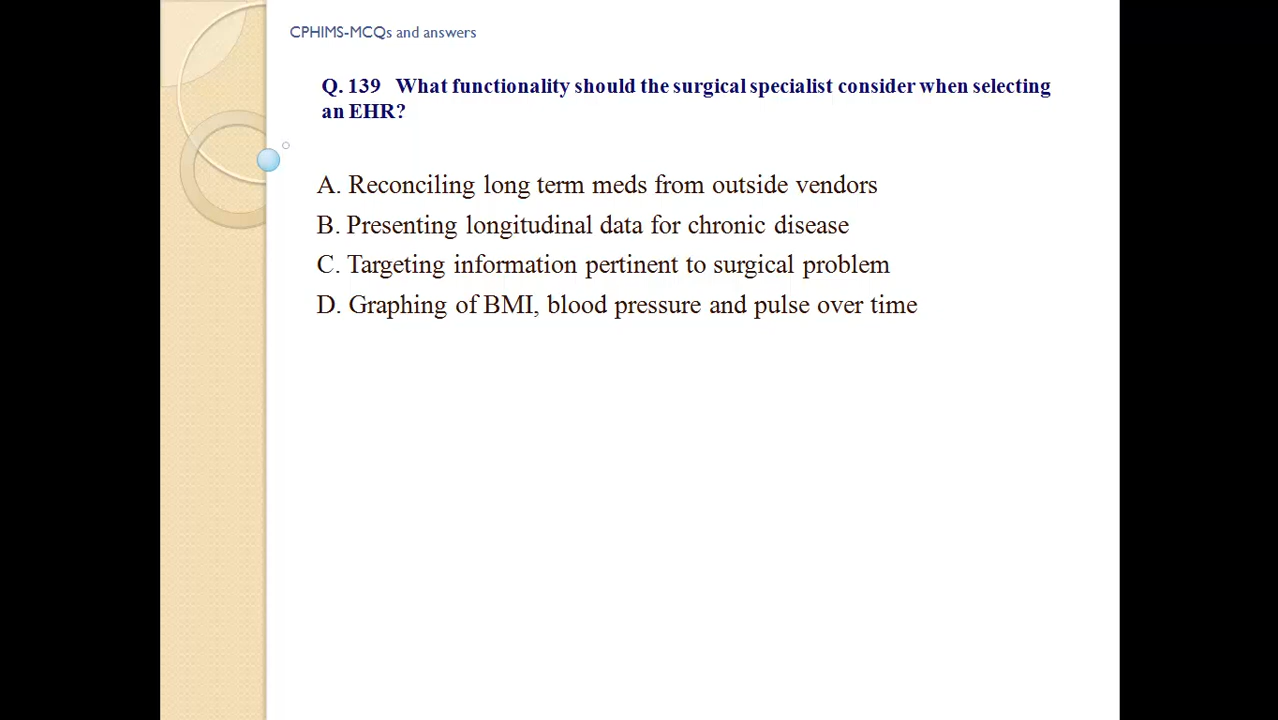 CPHIMS-MCQs and answers
Q. 139 What functionality should the surgical specialist consider when selecting
an EHR?
A. Reconciling long term meds from outside vendors
B. Presenting longitudinal data for chronic disease
C. Targeting information pertinent to surgical problem
D. Graphing of BMI, blood pressure and pulse over time